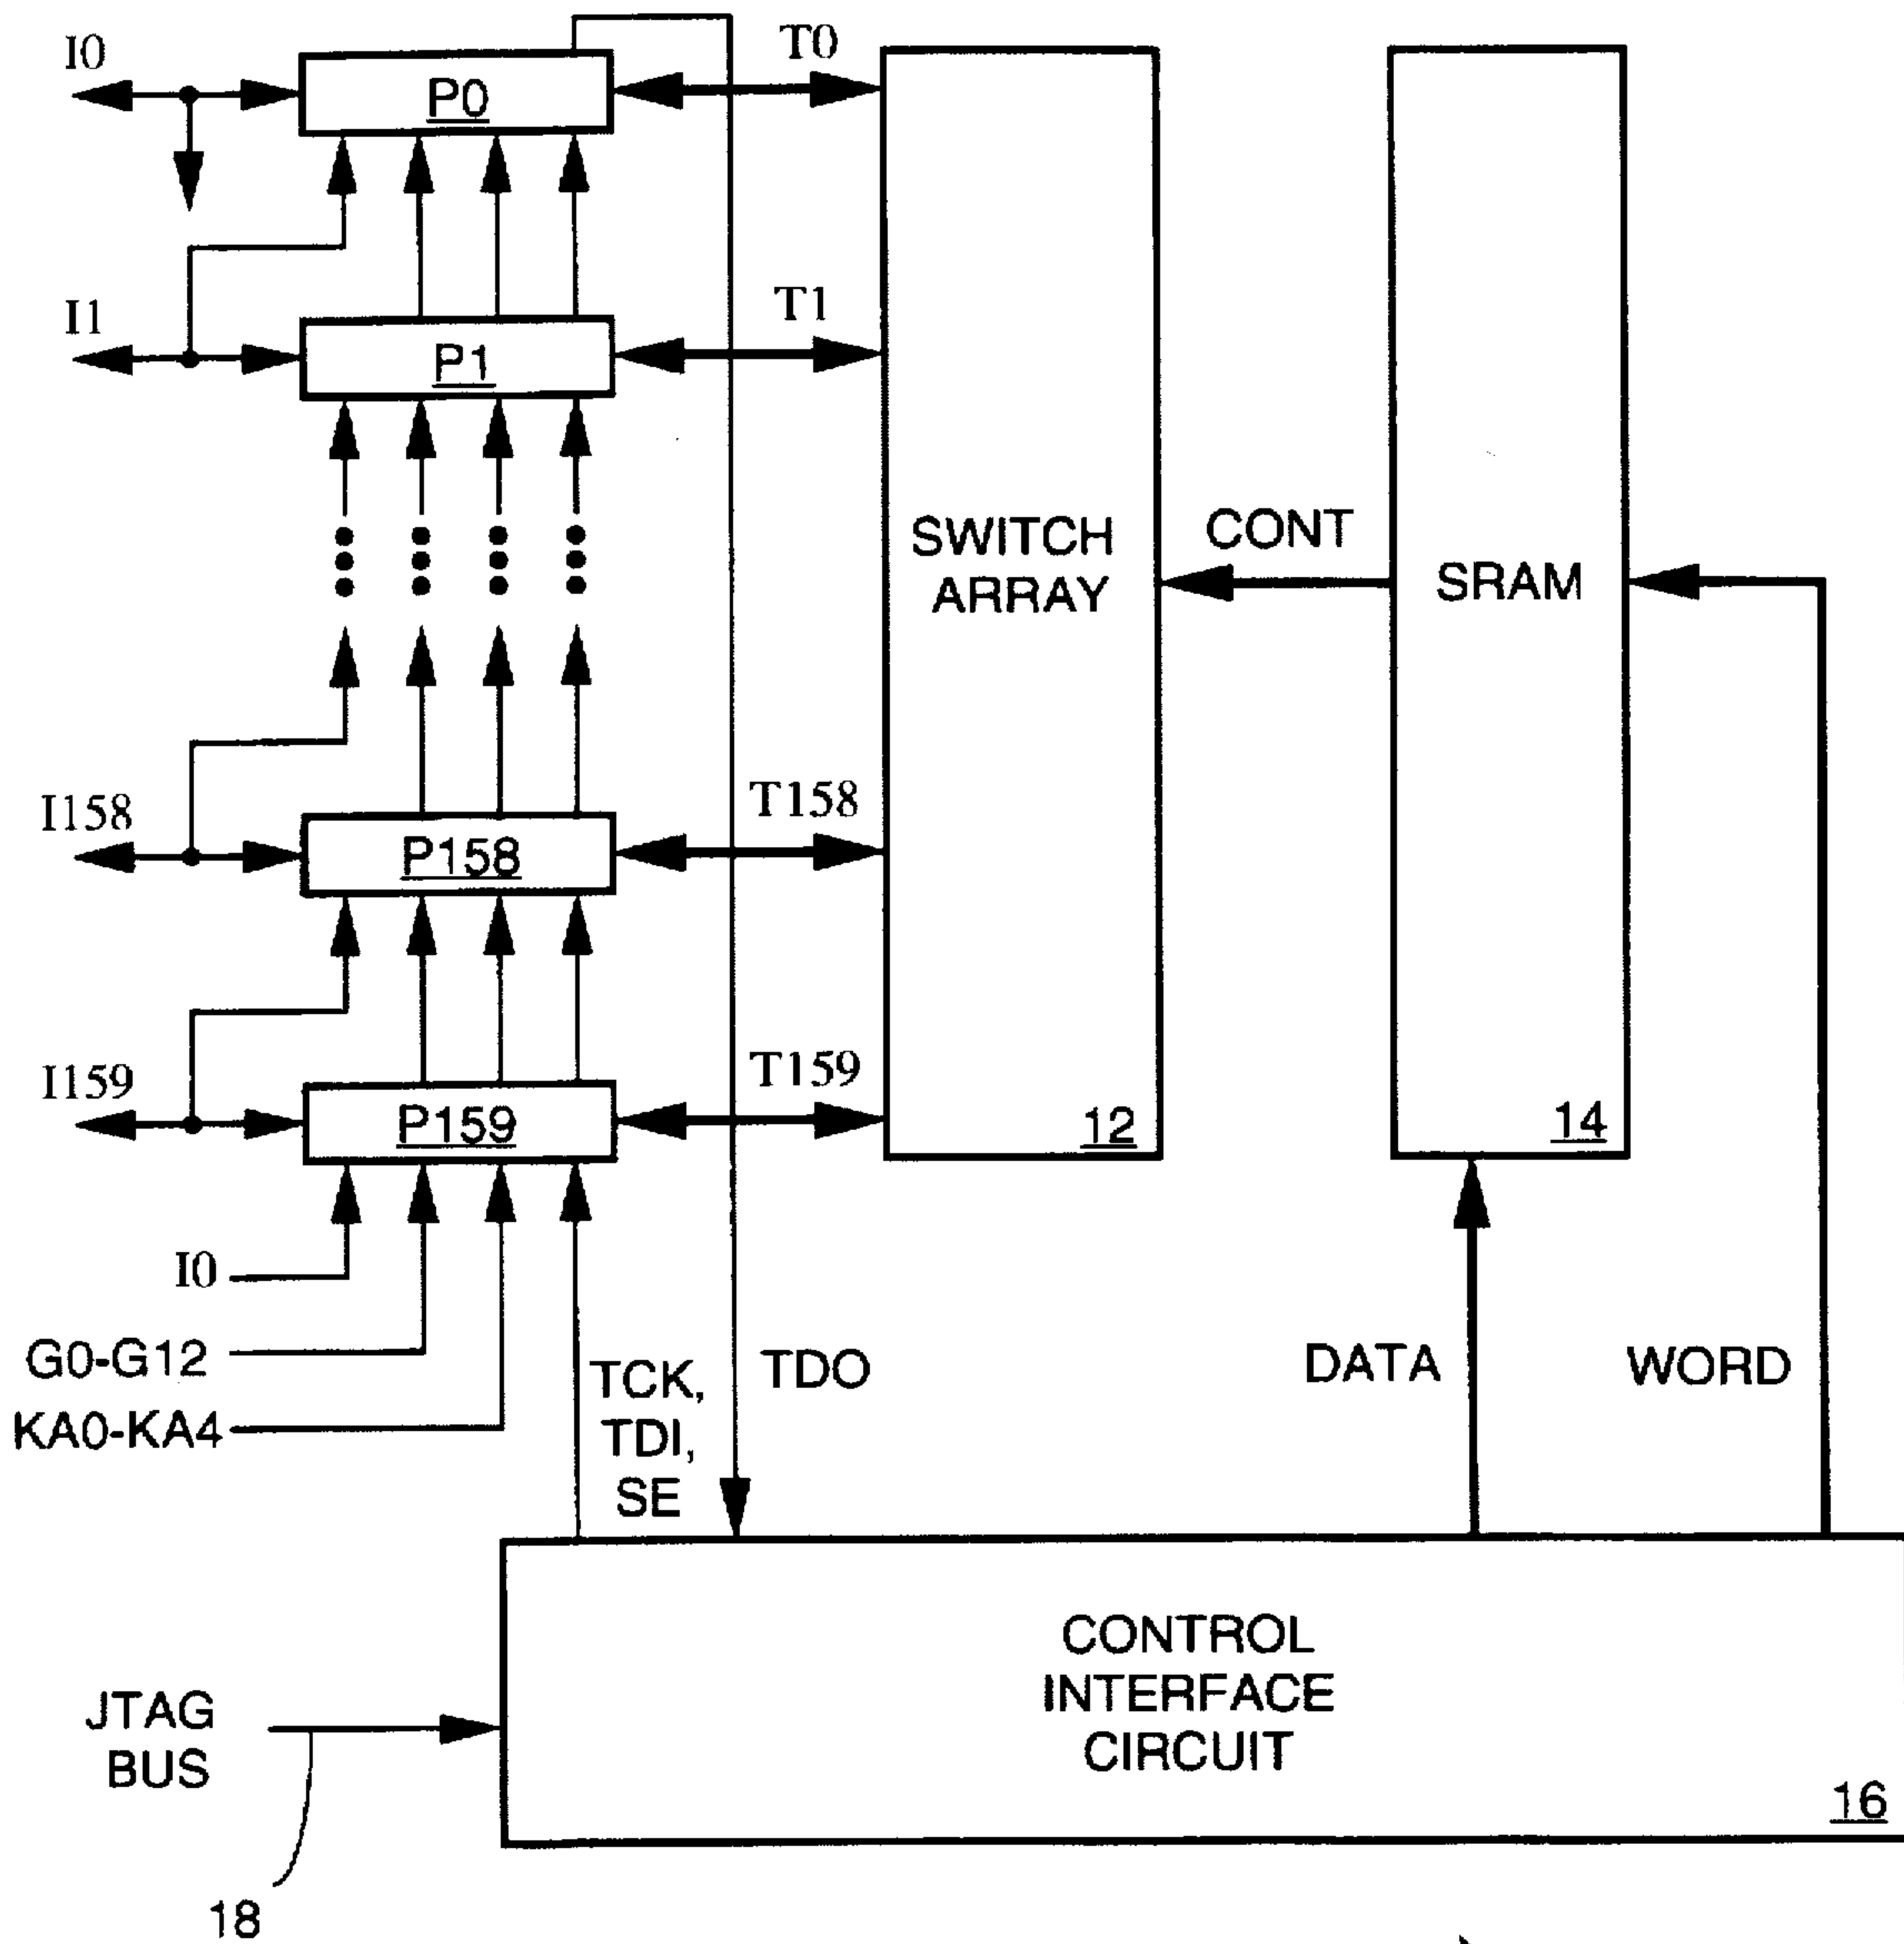 I0
P0
T0
I1
P1
T1
SWITCH
ARRAY
CONT
SRAM
I158
P158
T158
I159
P159
T159
12
14
I0
G0-G12
KA0-KA4
TCK,
TDI,
SE
TDO
DATA
WORD
CONTROL
INTERFACE
CIRCUIT
JTAG
BUS
16
18